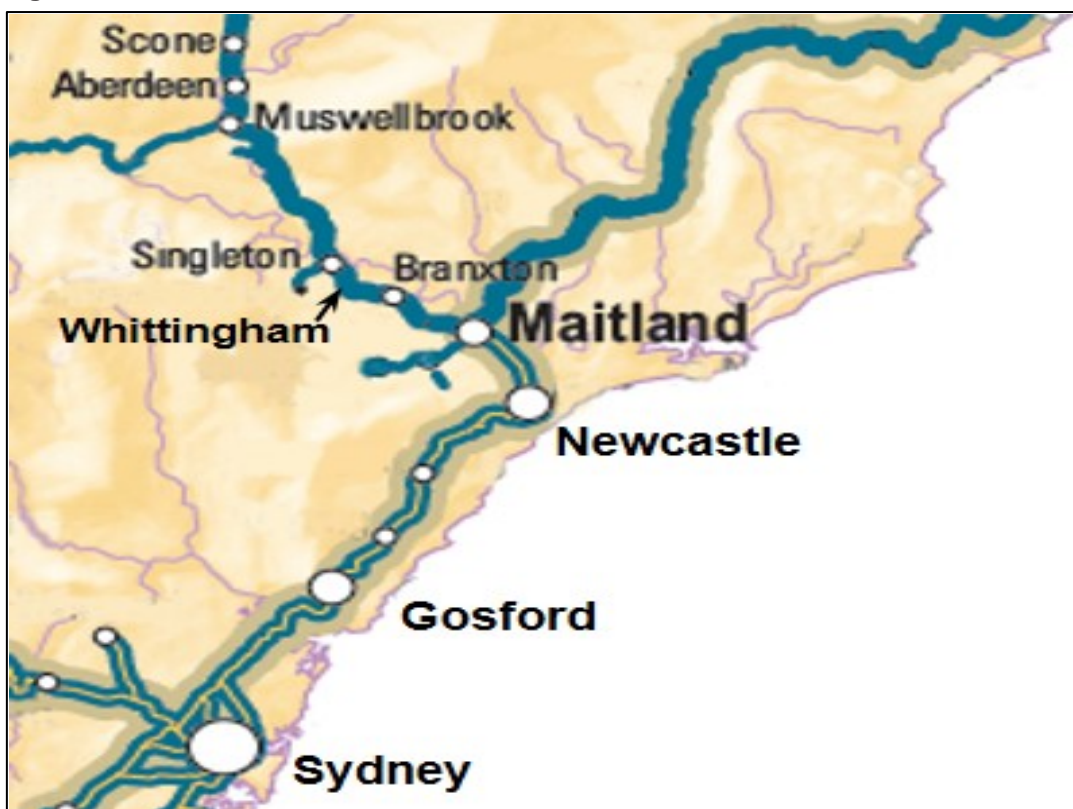 Scone
Aberdeen
Muswellbrook
Singleton
Branxton
Whittingham
Maitland
Newcastle
Gosford
Sydney